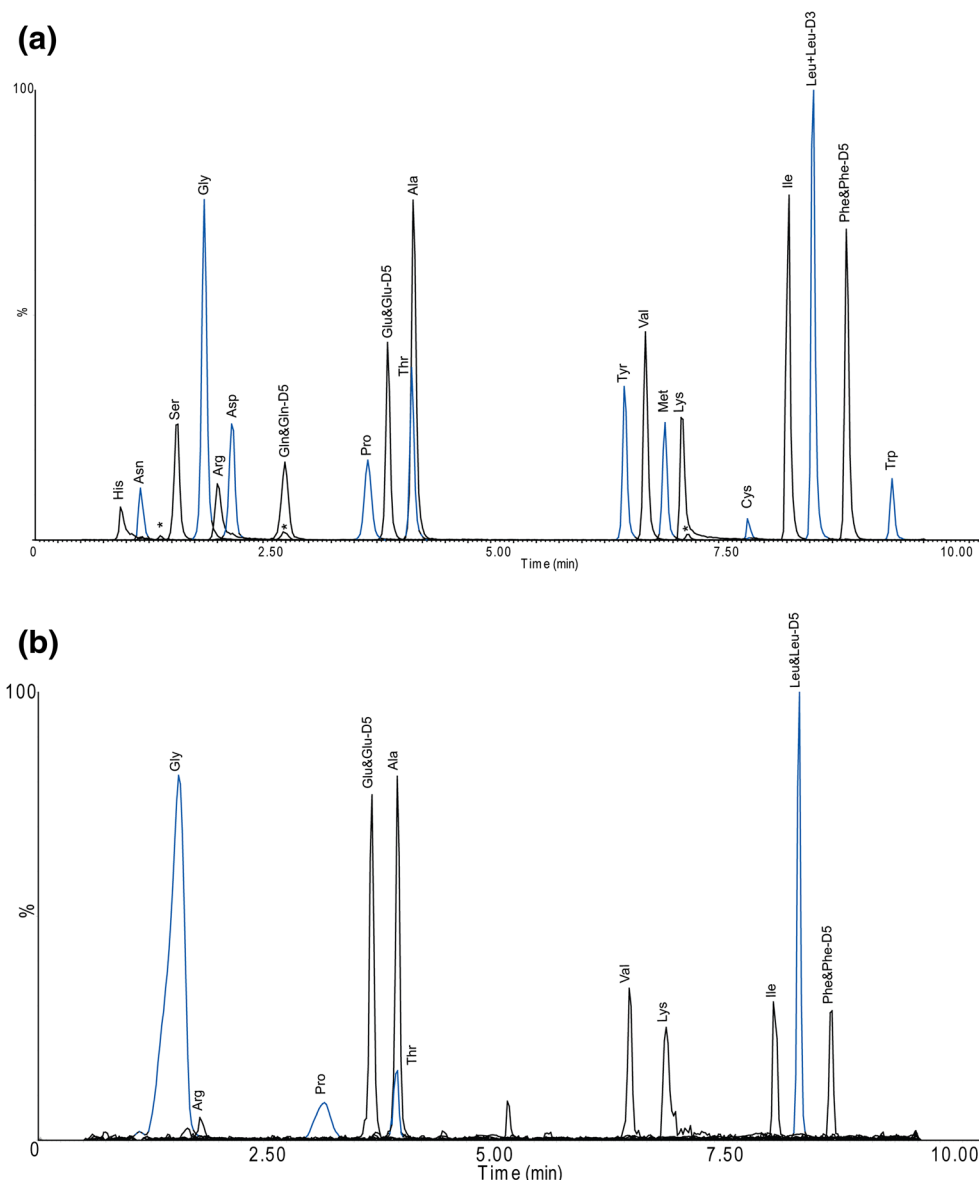 (a)
100
%
His
Asn
*
Ser
Gly
Arg
Asp
Gln&Gln-D5
*
Pro
Glu&Glu-D5
Thr
Ala
Tyr
Val
Met
Lys
*
Cys
Ile
Leu+Leu-D3
Phe&Phe-D5
Trp
0 2.50 5.00 7.50 10.00
Time (min)
(b)
100
%
Gly
Arg
Pro
Glu&Glu-D5
Ala
Thr
Val
Lys
Ile
Leu&Leu-D5
Phe&Phe-D5
0 2.50 5.00 7.50 10.00
Time (min)